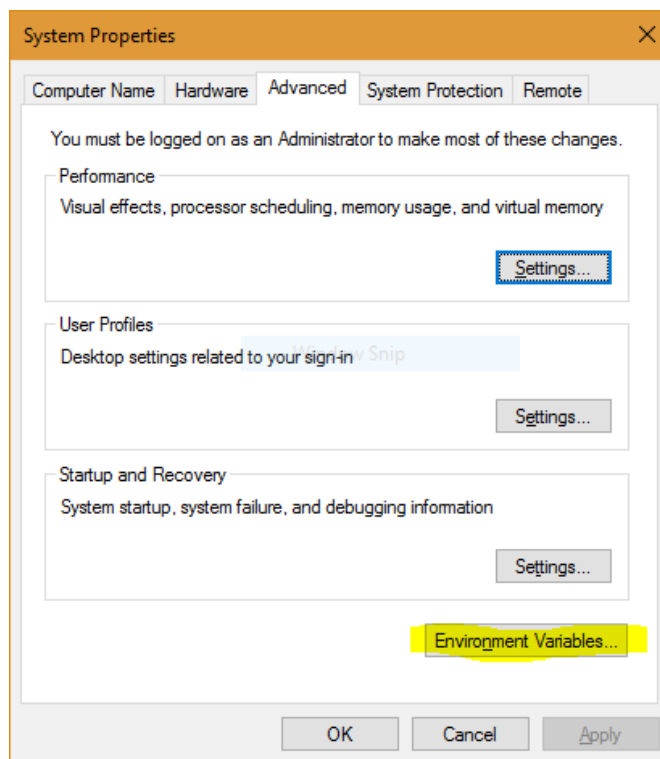 System Properties
Computer Name Hardware Advanced System Protection Remote
You must be logged on as an Administrator to make most of these changes.
Performance
Visual effects, processor scheduling, memory usage, and virtual memory
Settings...
User Profiles
Desktop settings related to your sign-in
Window Snip
Settings...
Startup and Recovery
System startup, system failure, and debugging information
Settings...
Environment Variables...
OK Cancel Apply